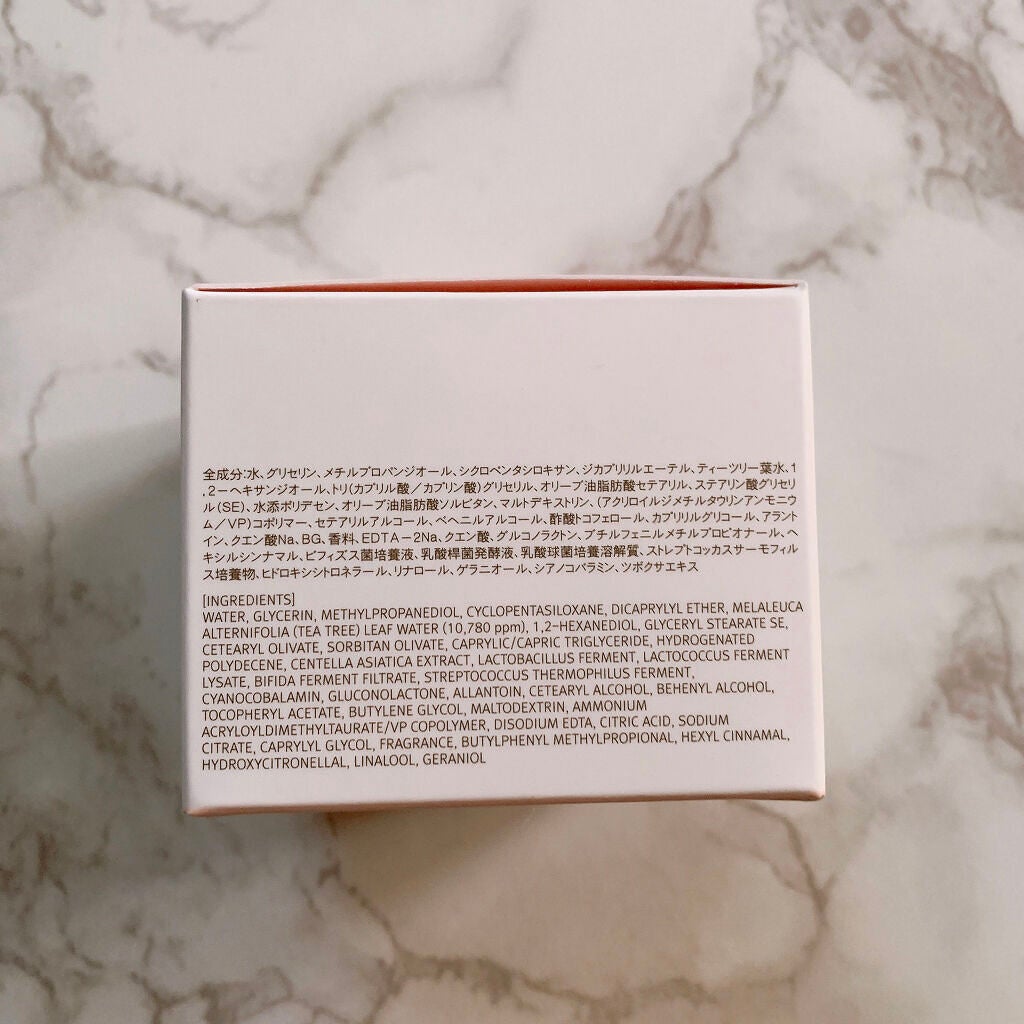 全成分:水、グリセリン、メチルプロパンジオール、シクロペンタシロキサン、ジカプリリルエーテル、ティーツリー葉水、1
,2－ヘキサンジオール、トリ(カプリル酸／カプリン酸)グリセリル、オリーブ油脂肪酸セテアリル、ステアリン酸グリセリ
ル(SE)、水添ポリデセン、オリーブ油脂肪酸ソルビタン、マルトデキストリン、(アクリロイルジメチルタウリンアンモニウ
ム／VP)コポリマー、セテアリルアルコール、ベヘニルアルコール、酢酸トコフェロール、カプリリルグリコール、アラント
イン、クエン酸Na、BG、香料、EDTA－2Na、クエン酸、グルコノラクトン、ブチルフェニルメチルプロピオナール、ヘ
キシルシンナマル、ビフィズス菌培養液、乳酸桿菌発酵液、乳酸球菌培養溶解質、ストレプトコッカスサーモフィル
ス培養物、ヒドロキシシトロネラール、リナロール、ゲラニオール、シアノコバラミン、ツボクサエキス
[INGREDIENTS]
WATER, GLYCERIN, METHYLPROPANEDIOL, CYCLOPENTASILOXANE, DICAPRYLYL ETHER, MELALEUCA
ALTERNIFOLIA (TEA TREE) LEAF WATER (10,780 ppm), 1,2-HEXANEDIOL, GLYCERYL STEARATE SE,
CETEARYL OLIVATE, SORBITAN OLIVATE, CAPRYLIC/CAPRIC TRIGLYCERIDE, HYDROGENATED
POLYDECENE, CENTELLA ASIATICA EXTRACT, LACTOBACILLUS FERMENT, LACTOCOCCUS FERMENT
LYSATE, BIFIDA FERMENT FILTRATE, STREPTOCOCCUS THERMOPHILUS FERMENT,
CYANOCOBALAMIN, GLUCONOLACTONE, ALLANTOIN, CETEARYL ALCOHOL, BEHENYL ALCOHOL,
TOCOPHERYL ACETATE, BUTYLENE GLYCOL, MALTODEXTRIN, AMMONIUM
ACRYLOYLDIMETHYLTAURATE/VP COPOLYMER, DISODIUM EDTA, CITRIC ACID, SODIUM
CITRATE, CAPRYLYL GLYCOL, FRAGRANCE, BUTYLPHENYL METHYLPROPIONAL, HEXYL CINNAMAL,
HYDROXYCITRONELLAL, LINALOOL, GERANIOL